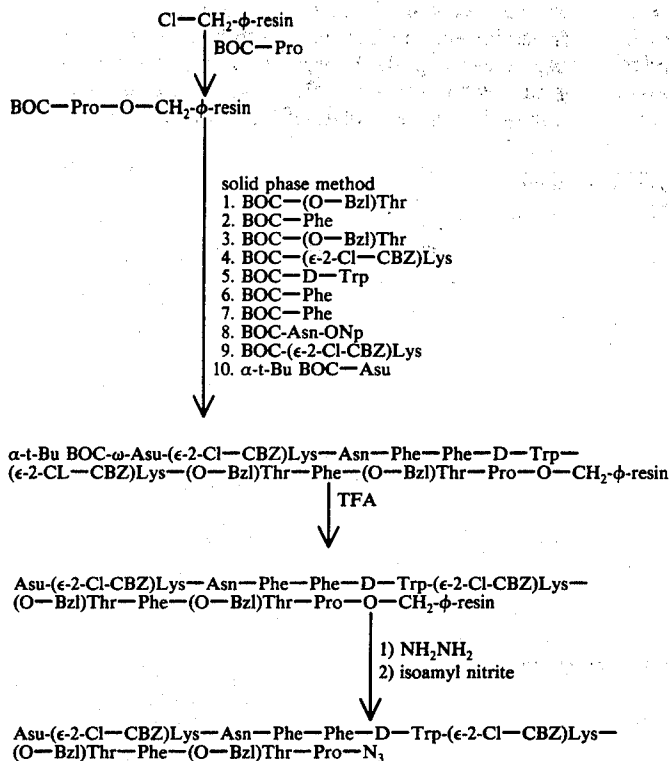 Cl—CH₂-ϕ-resin
BOC—Pro
BOC—Pro—O—CH₂-ϕ-resin
solid phase method
1. BOC—(O—Bzl)Thr
2. BOC—Phe
3. BOC—(O—Bzl)Thr
4. BOC—(ϵ-2-Cl—CBZ)Lys
5. BOC—D—Trp
6. BOC—Phe
7. BOC—Phe
8. BOC-Asn-ONp
9. BOC-(ϵ-2-Cl-CBZ)Lys
10. α-t-Bu BOC—Asu
α-t-Bu BOC-ω-Asu-(ϵ-2-Cl—CBZ)Lys—Asn—Phe—Phe—D—Trp—
(ϵ-2-CL—CBZ)Lys—(O—Bzl)Thr—Phe—(O—Bzl)Thr—Pro—O—CH₂-ϕ-resin
TFA
Asu-(ϵ-2-Cl-CBZ)Lys—Asn—Phe—Phe—D—Trp-(ϵ-2-Cl-CBZ)Lys—
(O—Bzl)Thr—Phe—(O—Bzl)Thr—Pro—O—CH₂-ϕ-resin
1) NH₂NH₂
2) isoamyl nitrite
Asu-(ϵ-2-Cl—CBZ)Lys—Asn—Phe—Phe—D—Trp-(ϵ-2-Cl—CBZ)Lys—
(O—Bzl)Thr—Phe—(O—Bzl)Thr—Pro—N₃